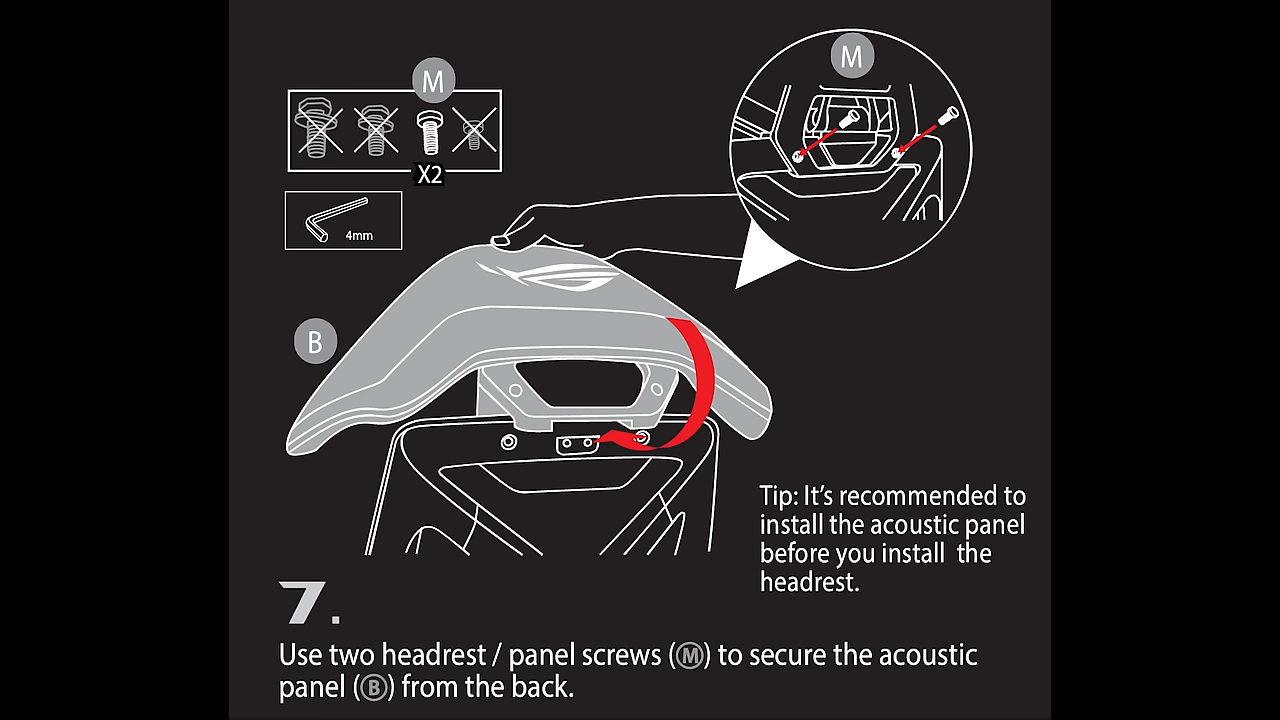 M
M
X2
4mm
B
Tip: It's recommended to
install the acoustic panel
before you install the
headrest.
7.
Use two headrest / panel screws (M) to secure the acoustic
panel (B) from the back.